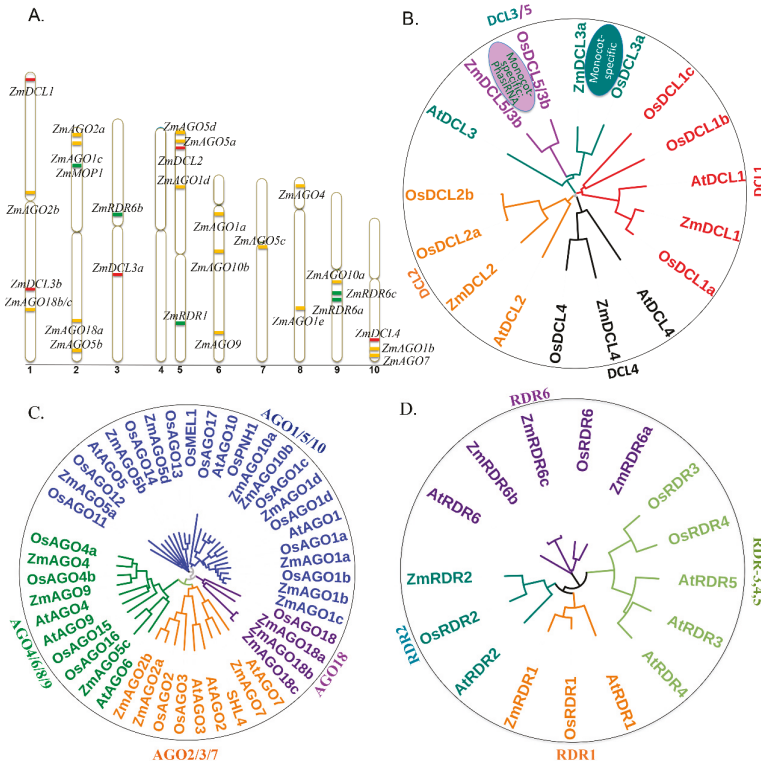 A.
ZmDCL1
ZmAGO2b
ZmDCL3b
ZmAGO18b/c
ZmAGO2a
ZmAGO1c
ZmMOP1
ZmAGO18a
ZmAGO5b
ZmRDR6b
ZmDCL3a
ZmAGO5d
ZmAGO5a
ZmDCL2
ZmAGO1d
ZmRDR1
ZmAGO1a
ZmAGO10b
ZmAGO9
ZmAGO5c
ZmAGO4
ZmAGO1e
ZmAGO10a
ZmRDR6c
ZmRDR6a
ZmDCL4
ZmAGO1b
ZmAGO7
1 2 3 4 5 6 7 8 9 10
B.
DCL3/5
OsDCL5/3b
ZmDCL5/3b
Monocot-
specific-
PhasiRNA
ZmDCL3a
OsDCL3a
Monocot-
specific
OsDCL1c
OsDCL1b
AtDCL1
ZmDCL1
OsDCL1a
DCL1
AtDCL4
ZmDCL4
OsDCL4
DCL4
AtDCL2
ZmDCL2
OsDCL2a
OsDCL2b
DCL2
AtDCL3
C.
AGO1/5/10
OsAGO11
ZmAGO5a
OsAGO12
AtAGO5
ZmAGO5b
OsAGO14
ZmAGO5d
OsAGO13
OsMEL1
OsAGO17
AtAGO10
OsPNH1
ZmAGO10a
ZmAGO10b
OsAGO1c
ZmAGO1d
OsAGO1d
AtAGO1
OsAGO1a
ZmAGO1a
OsAGO1b
ZmAGO1b
ZmAGO1c
OsAGO18
ZmAGO18a
ZmAGO18b
ZmAGO18c
AGO18
AtAGO7
ZmAGO7
SHL4
AtAGO2
AtAGO3
OsAGO3
OsAGO2
ZmAGO2a
ZmAGO2b
AGO2/3/7
AtAGO6
ZmAGO5c
OsAGO16
OsAGO15
AtAGO9
AtAGO4
ZmAGO9
OsAGO4b
ZmAGO4
OsAGO4a
AGO4/6/8/9
D.
RDR6
AtRDR6
ZmRDR6b
ZmRDR6c
OsRDR6
ZmRDR6a
OsRDR3
OsRDR4
AtRDR5
AtRDR3
AtRDR4
RDR-3,4,5
AtRDR1
OsRDR1
ZmRDR1
RDR1
AtRDR2
OsRDR2
ZmRDR2
RDR2